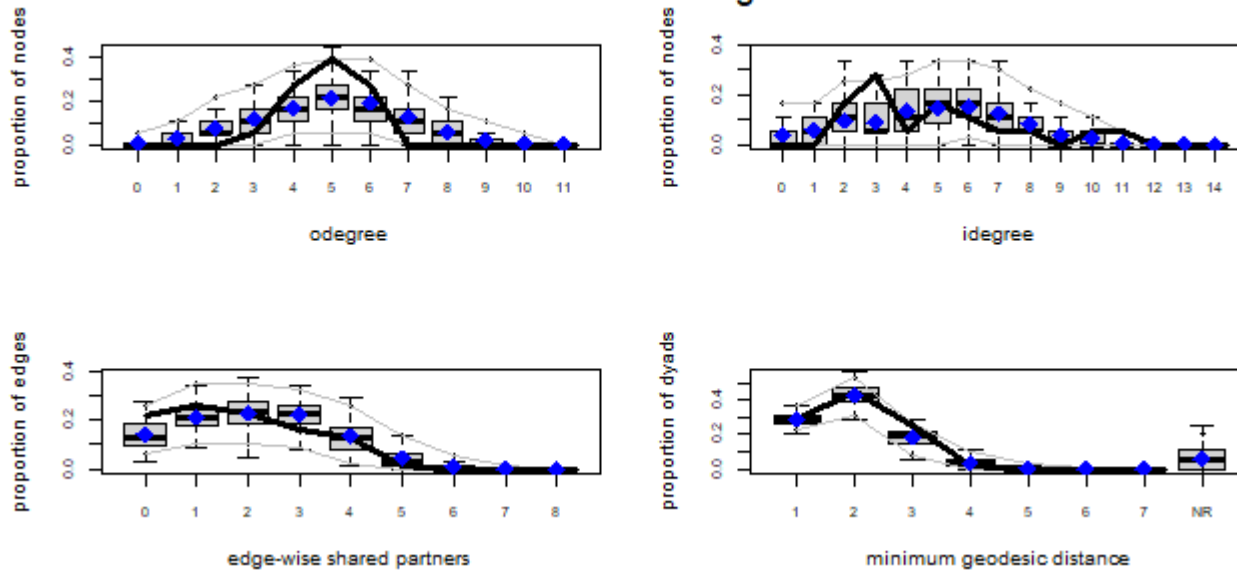 proportion of nodes
0.0 0.2 0.4
0 1 2 3 4 5 6 7 8 9 10 11
odegree
proportion of nodes
0.0 0.2 0.4
0 1 2 3 4 5 6 7 8 9 10 11 12 13 14
idegree
proportion of edges
0.0 0.2 0.4
0 1 2 3 4 5 6 7 8
edge-wise shared partners
proportion of dyads
0.0 0.2 0.4
1 2 3 4 5 6 7 NR
minimum geodesic distance